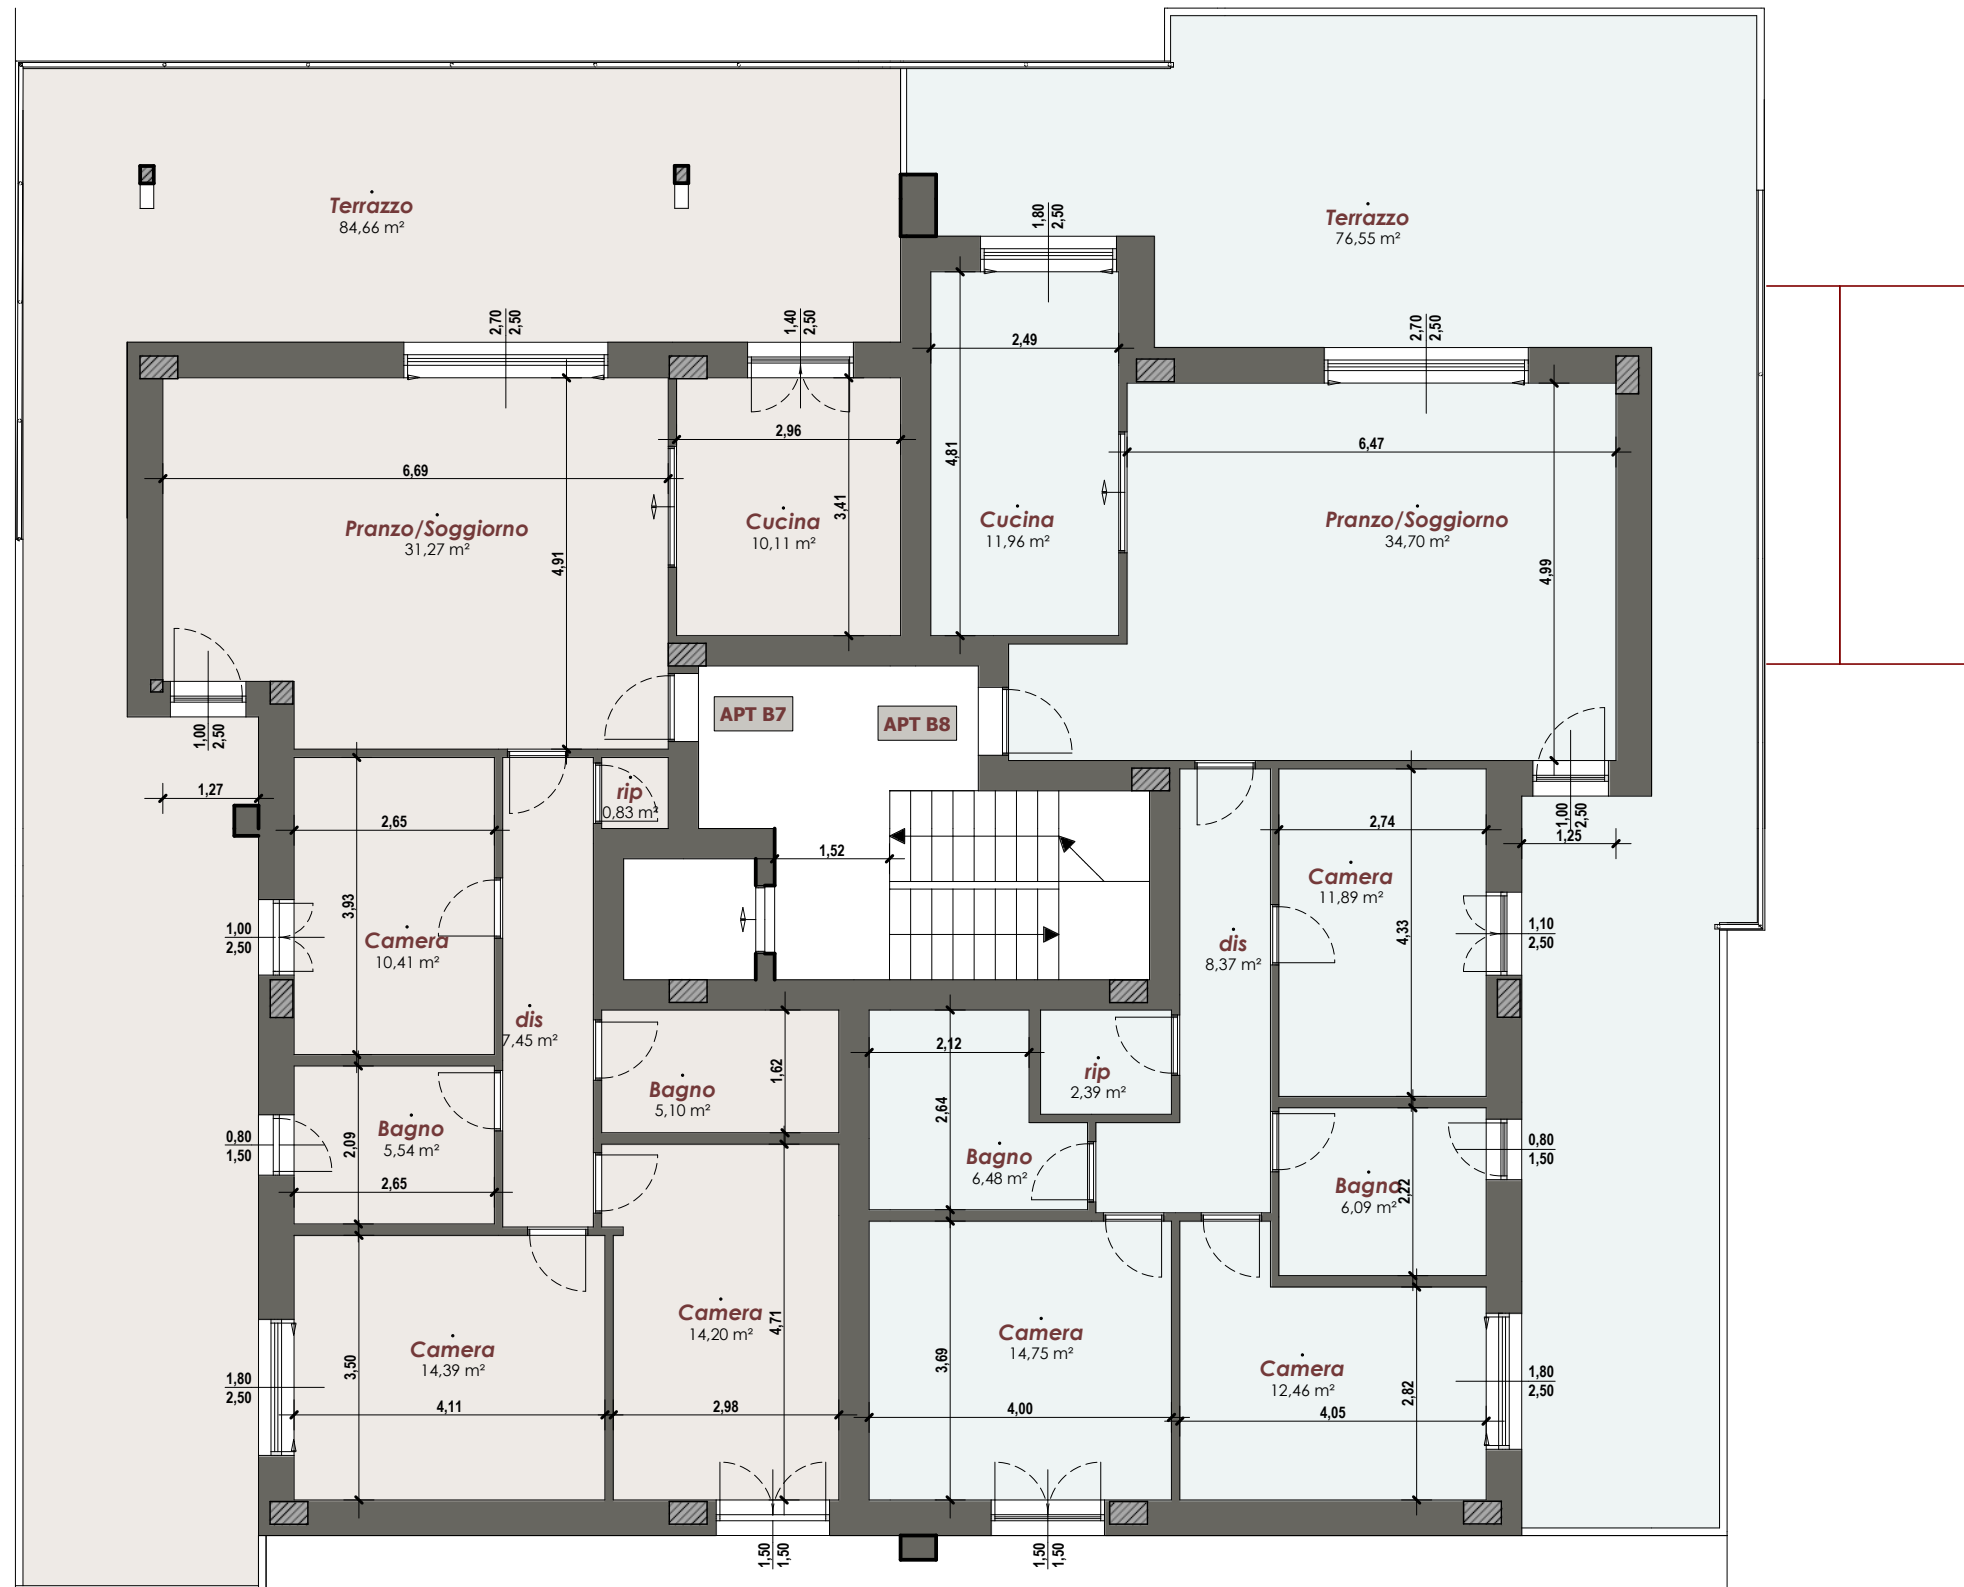 Terrazzo
84,66 m²
Terrazzo
76,55 m²
1,80
2,50
2,70
2,50
1,40
2,50
2,70
2,50
2,49
2,96
6,69
6,47
4,81
3,41
4,91
4,99
Pranzo/Soggiorno
31,27 m²
Cucina
10,11 m²
Cucina
11,96 m²
Pranzo/Soggiorno
34,70 m²
APT B7
APT B8
1,00
2,50
1,27
rip
0,83 m²
1,00
2,50
1,25
2,65
1,52
2,74
3,93
Camera
10,41 m²
1,00
2,50
Camera
11,89 m²
4,33
1,10
2,50
dis
8,37 m²
dis
7,45 m²
1,62
Bagno
5,10 m²
2,12
2,64
rip
2,39 m²
Bagno
5,54 m²
2,09
2,65
0,80
1,50
Bagno
6,48 m²
Bagno
6,09 m²
2,22
0,80
1,50
Camera
14,39 m²
3,50
4,11
1,80
2,50
Camera
14,20 m²
4,71
2,98
Camera
14,75 m²
3,69
4,00
Camera
12,46 m²
2,82
4,05
1,80
2,50
1,50
1,50
1,50
1,50